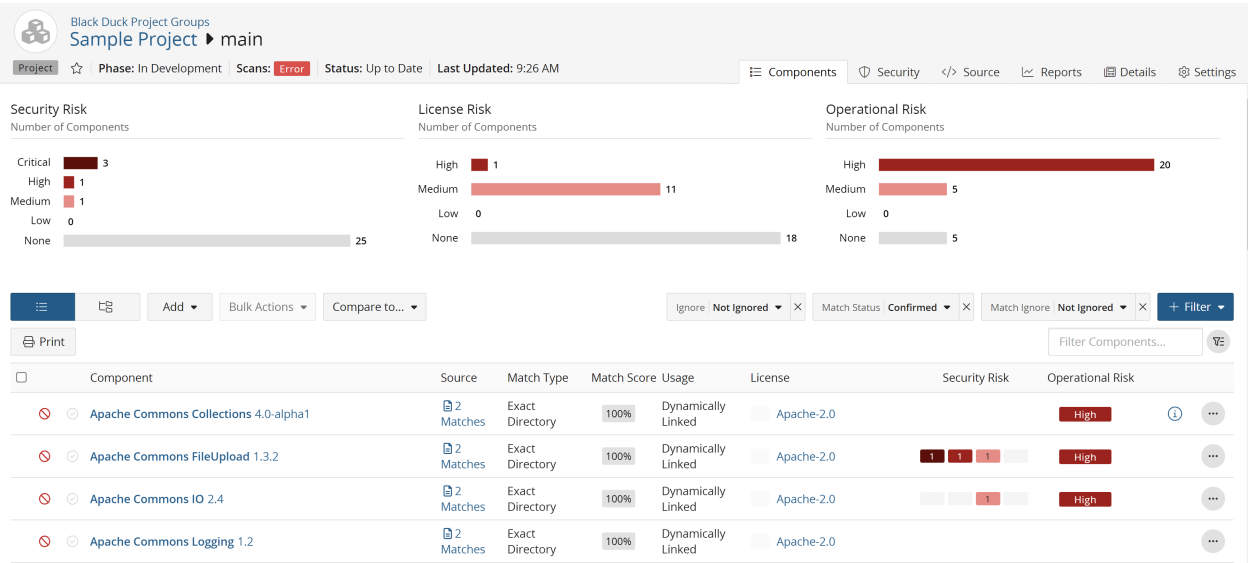 Black Duck Project Groups
Sample Project main
Project Phase: In Development Scans: Error Status: Up to Date Last Updated: 9:26 AM
Components Security Source Reports Details Settings
Security Risk
Number of Components
Critical 3
High 1
Medium 1
Low 0
None 25
License Risk
Number of Components
High 1
Medium 11
Low 0
None 18
Operational Risk
Number of Components
High 20
Medium 5
Low 0
None 5
Add Bulk Actions Compare to... Ignore Not Ignored Match Status Confirmed Match Ignore Not Ignored + Filter
Print Filter Components...
Component Source Match Type Match Score Usage License Security Risk Operational Risk
Apache Commons Collections 4.0-alpha1 2 Matches Exact Directory 100% Dynamically Linked Apache-2.0 High
Apache Commons FileUpload 1.3.2 2 Matches Exact Directory 100% Dynamically Linked Apache-2.0 1 1 1 High
Apache Commons IO 2.4 2 Matches Exact Directory 100% Dynamically Linked Apache-2.0 1 High
Apache Commons Logging 1.2 2 Matches Exact Directory 100% Dynamically Linked Apache-2.0